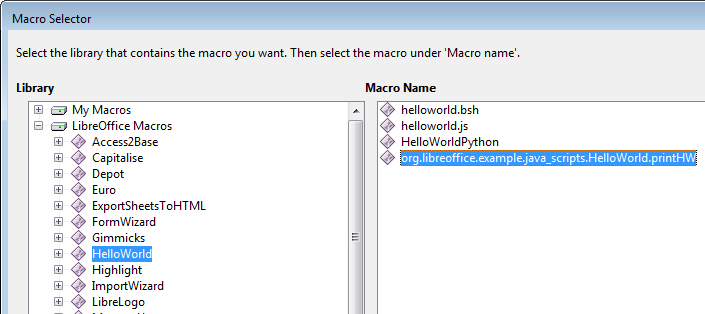 Macro Selector
Select the library that contains the macro you want. Then select the macro under 'Macro name'.
Library
My Macros
LibreOffice Macros
Access2Base
Capitalise
Depot
Euro
ExportSheetsToHTML
FormWizard
Gimmicks
HelloWorld
Highlight
ImportWizard
LibreLogo
Macro Name
helloworld.bsh
helloworld.js
HelloWorldPython
org.libreoffice.example.java_scripts.HelloWorld.printHW